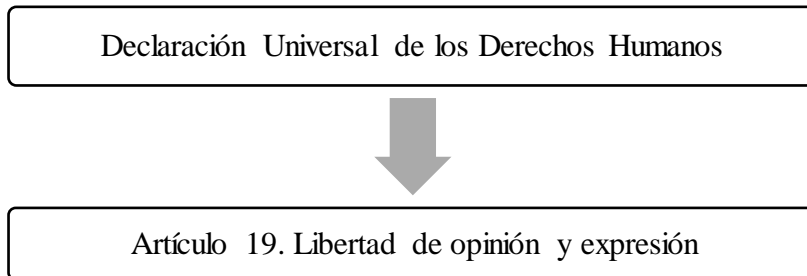 Declaración Universal de los Derechos Humanos
Artículo 19. Libertad de opinión y expresión